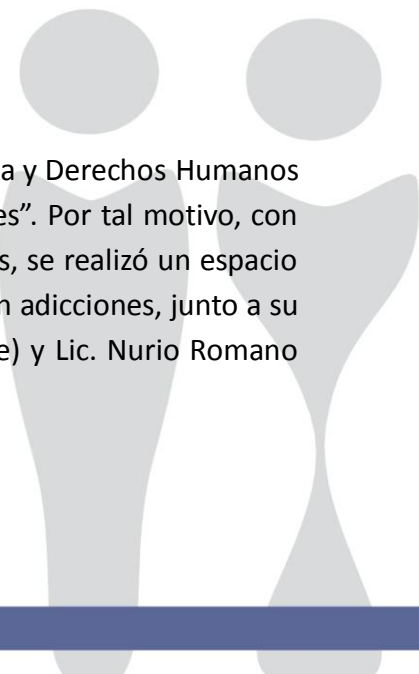 a y Derechos Humanos
es”. Por tal motivo, con
s, se realizó un espacio
n adicciones, junto a su
e) y Lic. Nurio Romano